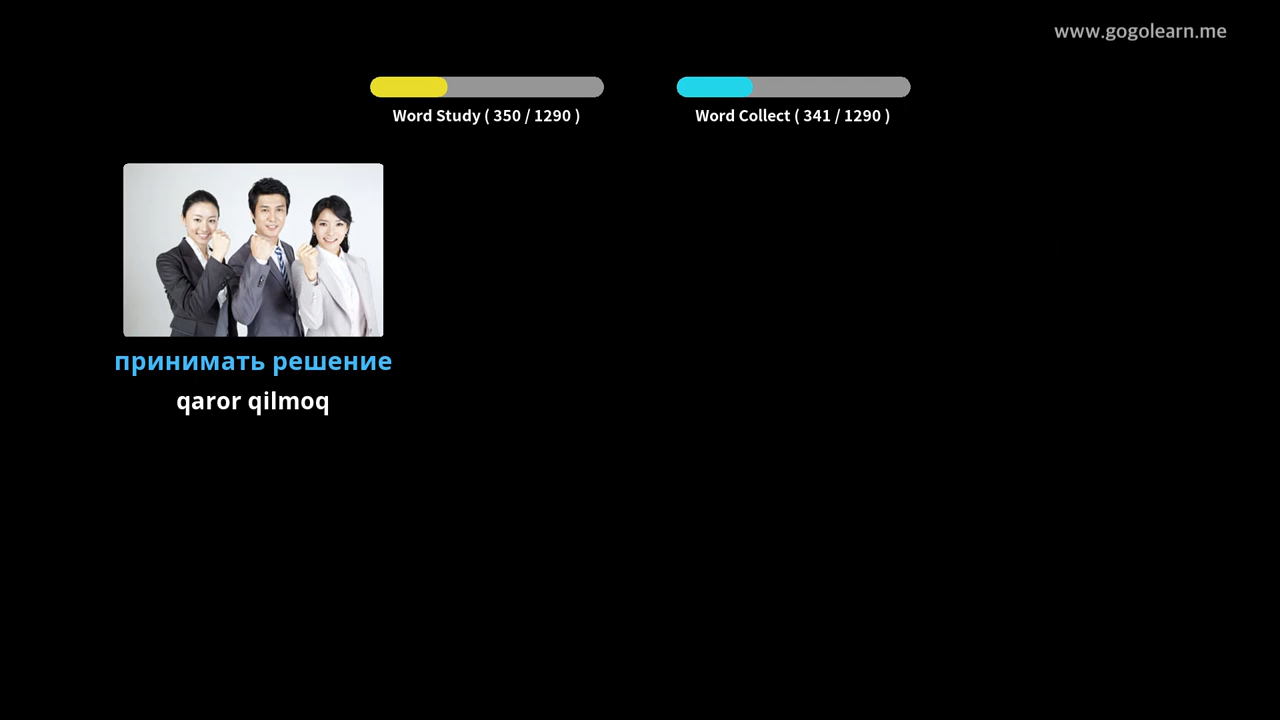 www.gogolearn.me
Word Study ( 350 / 1290 )
Word Collect ( 341 / 1290 )
принимать решение
qaror qilmoq